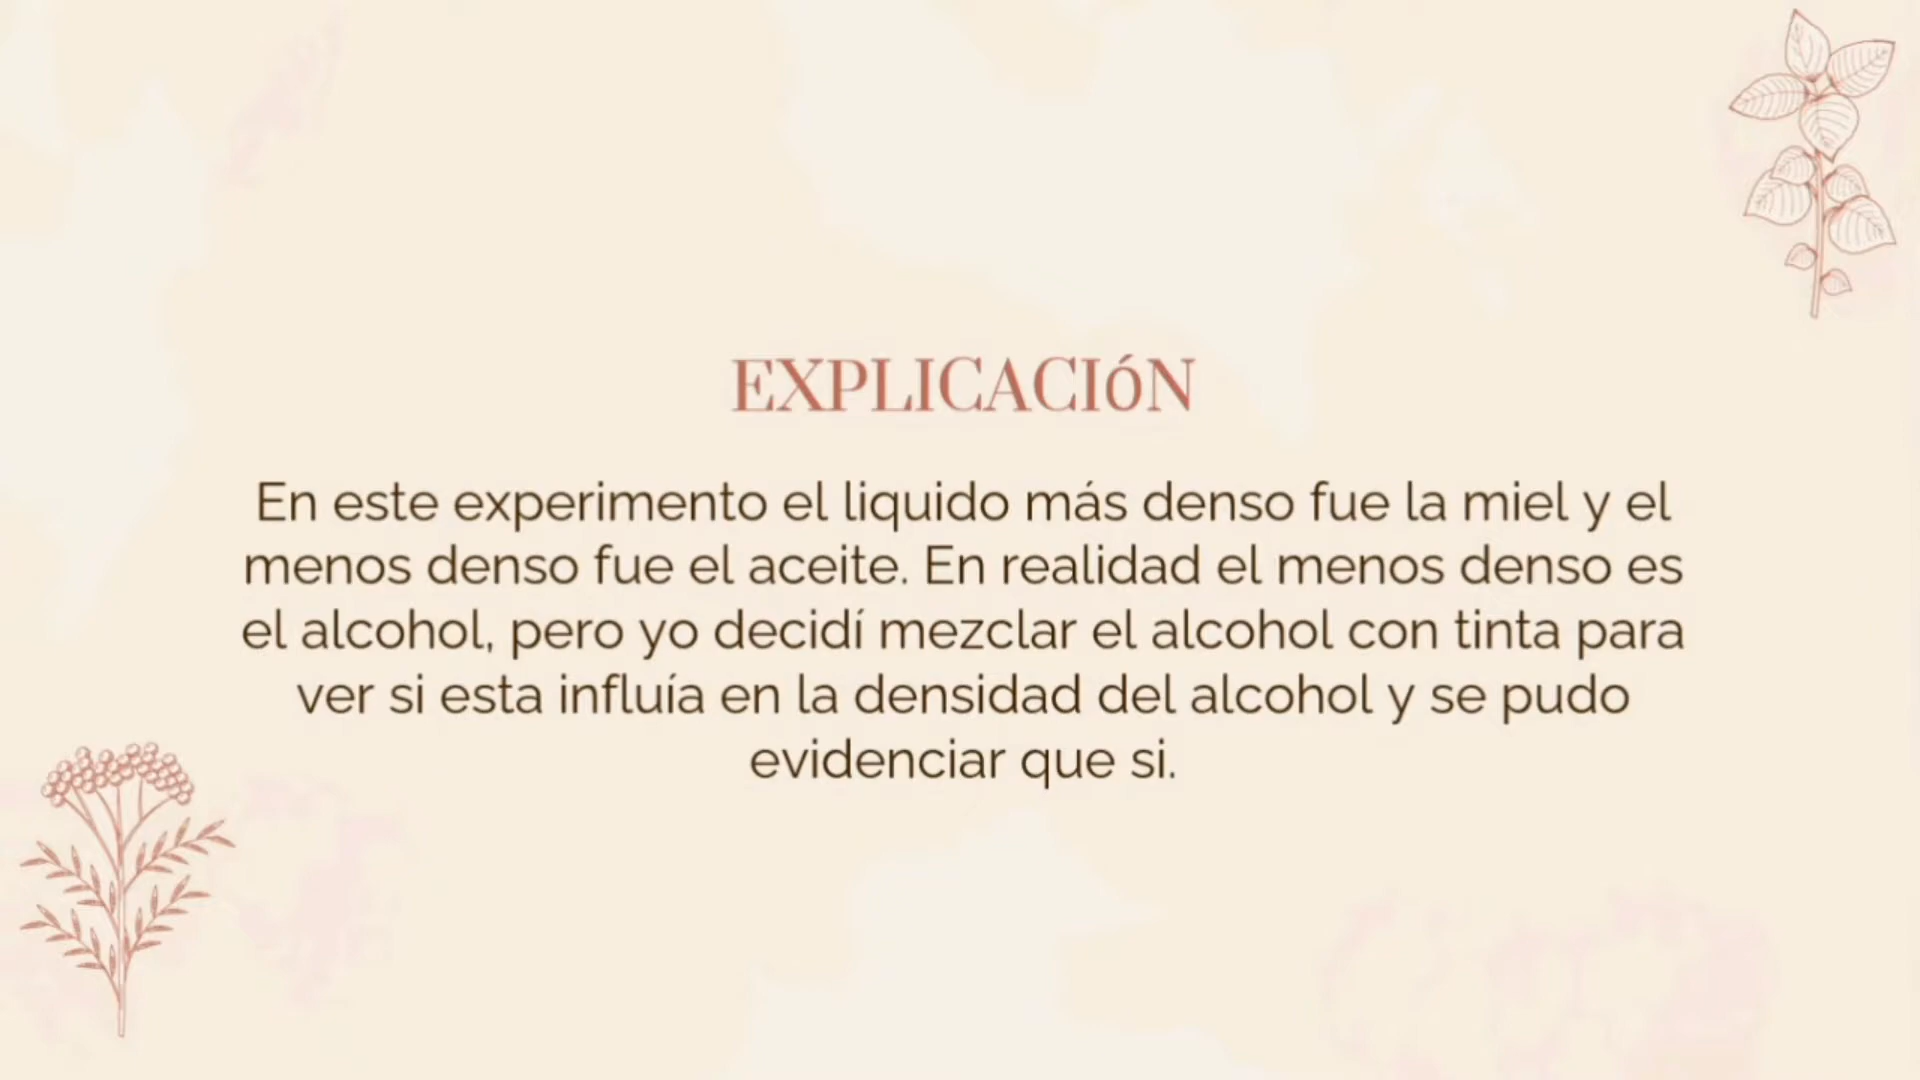 EXPLICACIóN
En este experimento el liquido más denso fue la miel y el
menos denso fue el aceite. En realidad el menos denso es
el alcohol, pero yo decidí mezclar el alcohol con tinta para
ver si esta influía en la densidad del alcohol y se pudo
evidenciar que si.